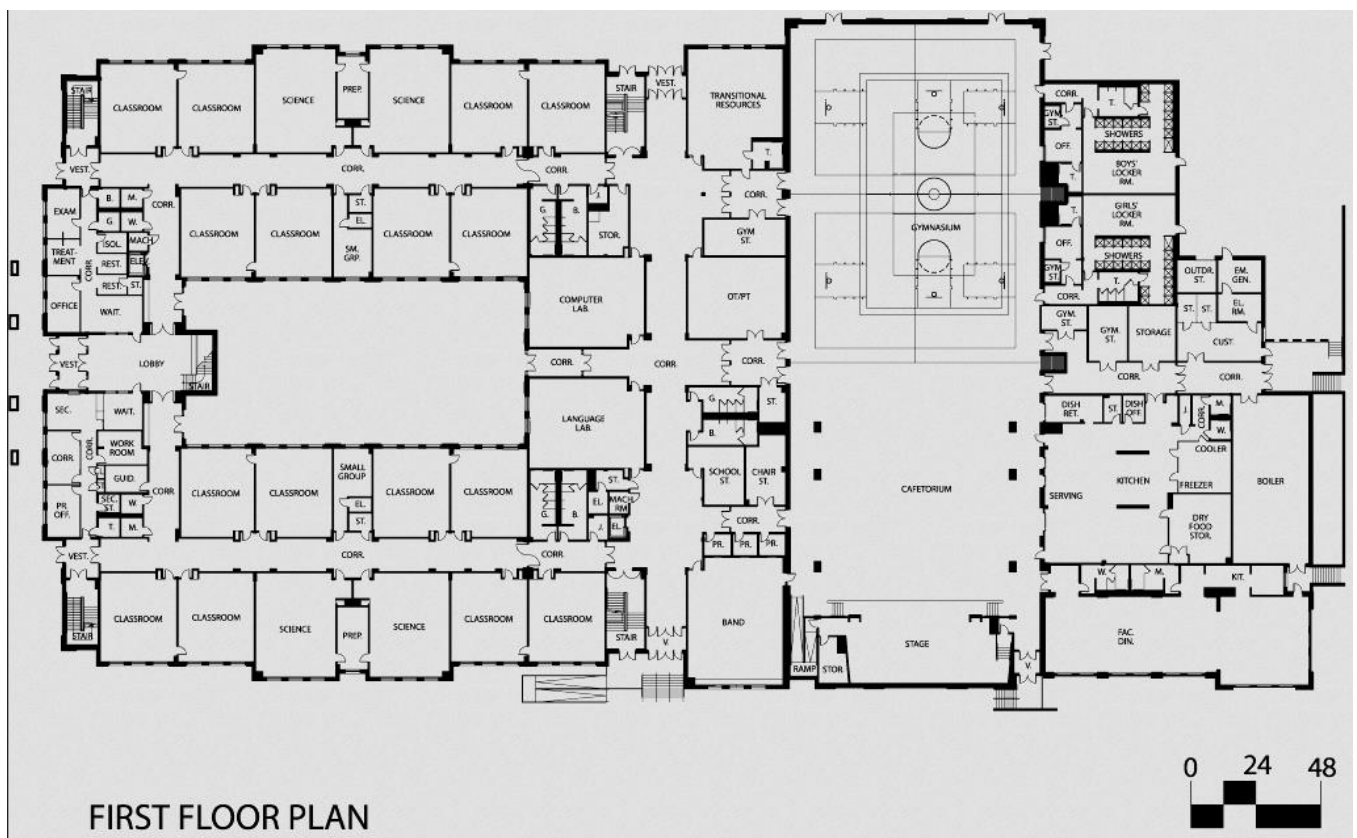 STAIR
CLASSROOM
CLASSROOM
SCIENCE
PREP.
SCIENCE
CLASSROOM
CLASSROOM
STAIR
VEST.
TRANSITIONAL
RESOURCES
T.
CORR.
GYM
ST.
T.
SHOWERS
OFF.
BOYS'
LOCKER
RM.
T.
VEST.
CORR.
CORR.
CORR.
EXAM
B.
M.
G.
W.
CORR.
TREAT-
MENT
CORR.
ISOL.
MACH.
REST.
ELEV.
REST.
ST.
OFFICE
WAIT.
CLASSROOM
CLASSROOM
ST.
EL.
SM.
GRP.
CLASSROOM
CLASSROOM
G.
B.
J.
STOR.
GYM
ST.
GYMNASIUM
T.
GIRLS'
LOCKER
RM.
OFF.
SHOWERS
GYM
ST.
T.
CORR.
COMPUTER
LAB.
OT/PT
OUTDR.
ST.
EM.
GEN.
GYM.
ST.
GYM.
ST.
STORAGE
ST.
ST.
EL.
RM.
CUST.
VEST.
LOBBY
STAIR
CORR.
CORR.
CORR.
CORR.
CORR.
SEC.
WAIT.
CORR.
CORR.
WORK
ROOM
GUID.
PR.
OFF.
SEC.
ST.
W.
T.
M.
CORR.
LANGUAGE
LAB.
G.
ST.
B.
SCHOOL
ST.
CHAIR
ST.
DISH
RET.
ST.
DISH
OFF.
J.
CORR.
M.
W.
COOLER
FREEZER
SERVING
KITCHEN
BOILER
DRY
FOOD
STOR.
CAFETORIUM
CLASSROOM
CLASSROOM
SMALL
GROUP
EL.
ST.
CLASSROOM
CLASSROOM
G.
B.
ST.
EL.
MACH.
RM
J.
EL.
CORR.
PR.
PR.
PR.
VEST.
CORR.
CORR.
W.
M.
KIT.
STAIR
CLASSROOM
CLASSROOM
SCIENCE
PREP.
SCIENCE
CLASSROOM
CLASSROOM
STAIR
V.
BAND
RAMP
STOR.
STAGE
V.
FAC.
DIN.
0 24 48
FIRST FLOOR PLAN